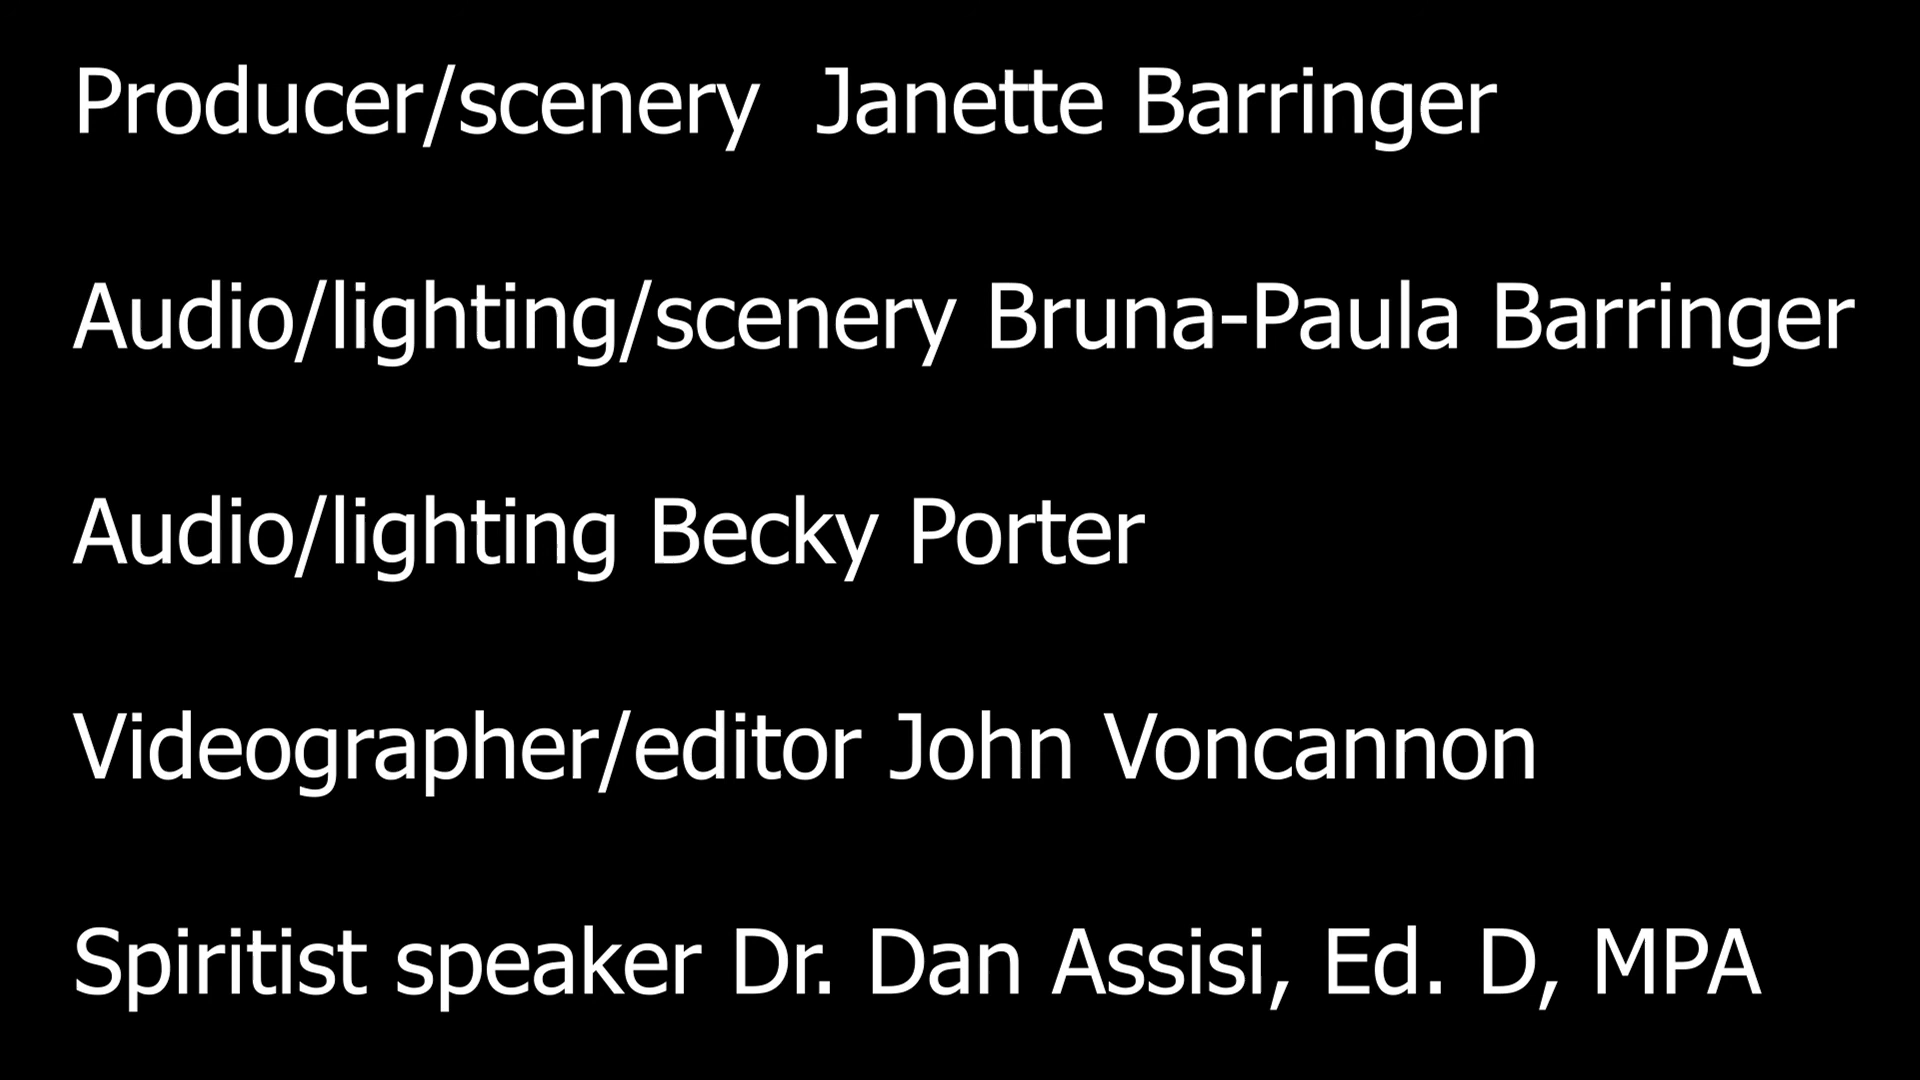 Producer/scenery  Janette Barringer
Audio/lighting/scenery Bruna-Paula Barringer
Audio/lighting Becky Porter
Videographer/editor John Voncannon
Spiritist speaker Dr. Dan Assisi, Ed. D, MPA